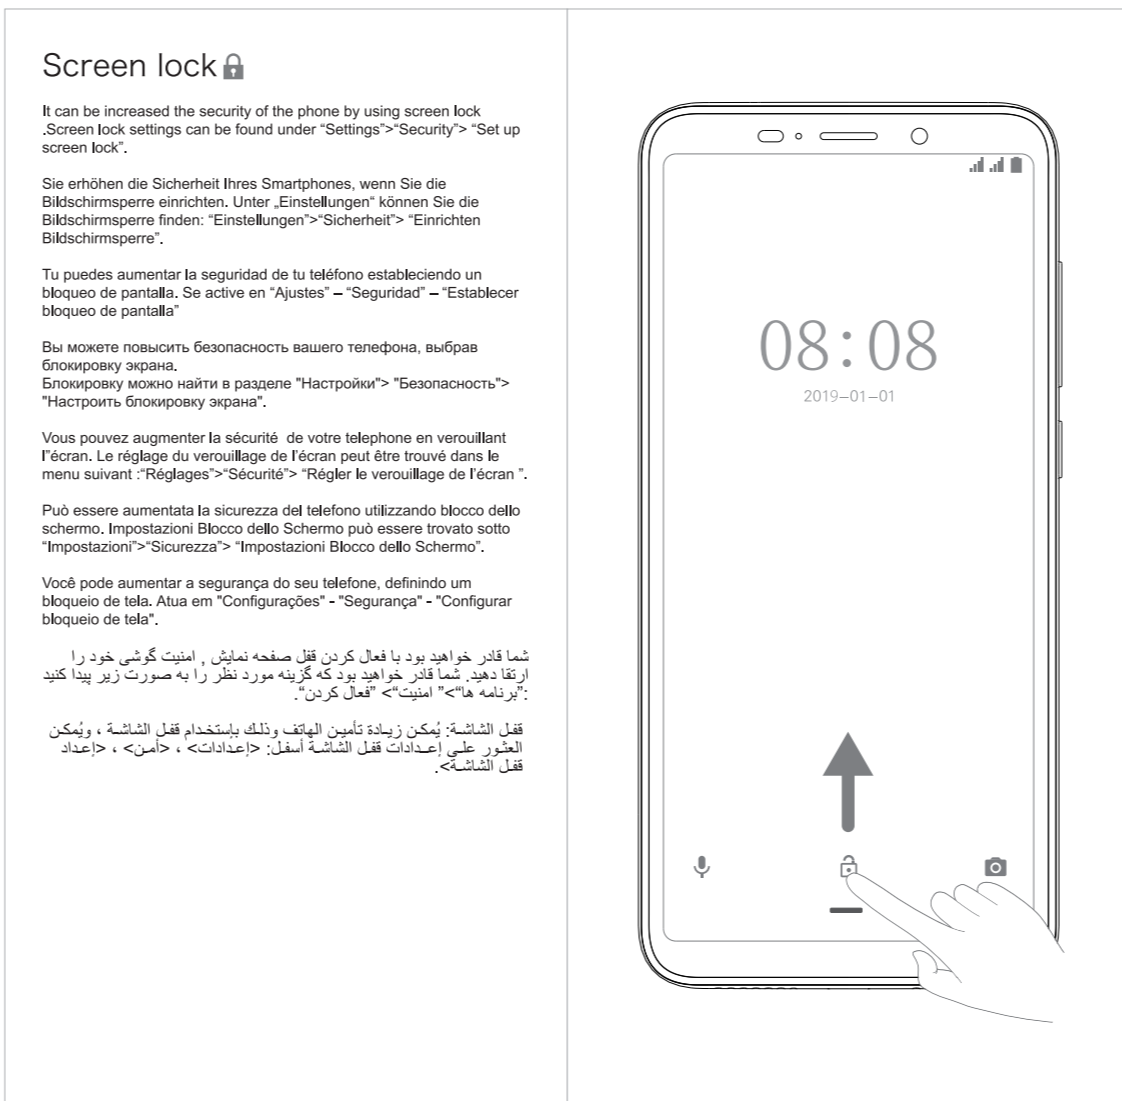 Screen lock
It can be increased the security of the phone by using screen lock
.Screen lock settings can be found under “Settings”>“Security”> “Set up
screen lock”.
Sie erhöhen die Sicherheit Ihres Smartphones, wenn Sie die
Bildschirmsperre einrichten. Unter „Einstellungen“ können Sie die
Bildschirmsperre finden: “Einstellungen”>“Sicherheit”> “Einrichten
Bildschirmsperre”.
Tu puedes aumentar la seguridad de tu teléfono estableciendo un
bloqueo de pantalla. Se active en “Ajustes” – “Seguridad” – “Establecer
bloqueo de pantalla”
Вы можете повысить безопасность вашего телефона, выбрав
блокировку экрана.
Блокировку можно найти в разделе "Настройки"> "Безопасность">
"Настроить блокировку экрана".
Vous pouvez augmenter la sécurité  de votre telephone en verouillant
l”écran. Le réglage du verouillage de l’écran peut être trouvé dans le
menu suivant :“Réglages”>“Sécurité”> “Régler le verouillage de l’écran ”.
Può essere aumentata la sicurezza del telefono utilizzando blocco dello
schermo. Impostazioni Blocco dello Schermo può essere trovato sotto
“Impostazioni”>“Sicurezza”> “Impostazioni Blocco dello Schermo”.
Você pode aumentar a segurança do seu telefone, definindo um
bloqueio de tela. Atua em "Configurações" - "Segurança" - "Configurar
bloqueio de tela".
شما قادر خواهید بود با فعال کردن قفل صفحه نمایش , امنیت گوشی خود را
ارتقا دهید. شما قادر خواهید بود که گزینه مورد نظر را به صورت زیر پیدا کنید
:”برنامه ها“>” امنیت“> ”فعال کردن“.
قفل الشاشة: يُمكن زيادة تأمين الهاتف وذلك بإستخدام قفل الشاشة ، ويُمكن
العثور على إعدادات قفل الشاشة أسفل: <إعدادات> ، <أمن> ، <إعداد
قفل الشاشة>.
08:08
2019–01–01